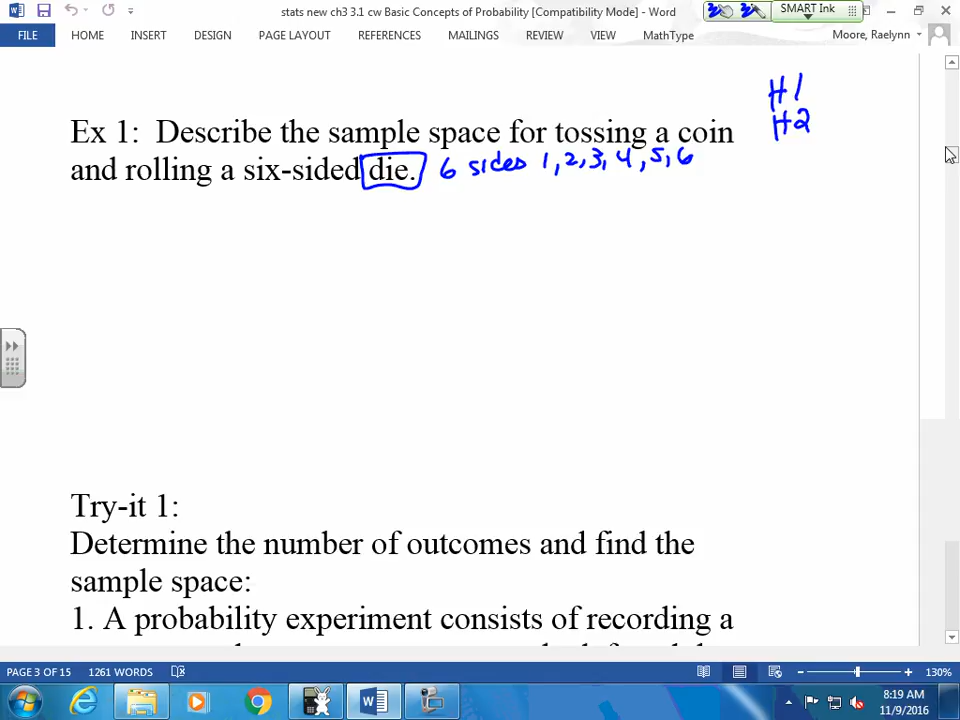 stats new ch3 3.1 cw Basic Concepts of Probability [Compatibility Mode] - Word
SMART Ink
FILE HOME INSERT DESIGN PAGE LAYOUT REFERENCES MAILINGS REVIEW VIEW MathType Moore, Raelynn
H1
H2
Ex 1: Describe the sample space for tossing a coin
and rolling a six-sided die. 6 sides 1, 2, 3, 4, 5, 6
Try-it 1:
Determine the number of outcomes and find the
sample space:
1. A probability experiment consists of recording a
PAGE 3 OF 15 1261 WORDS 130%
8:19 AM
11/9/2016